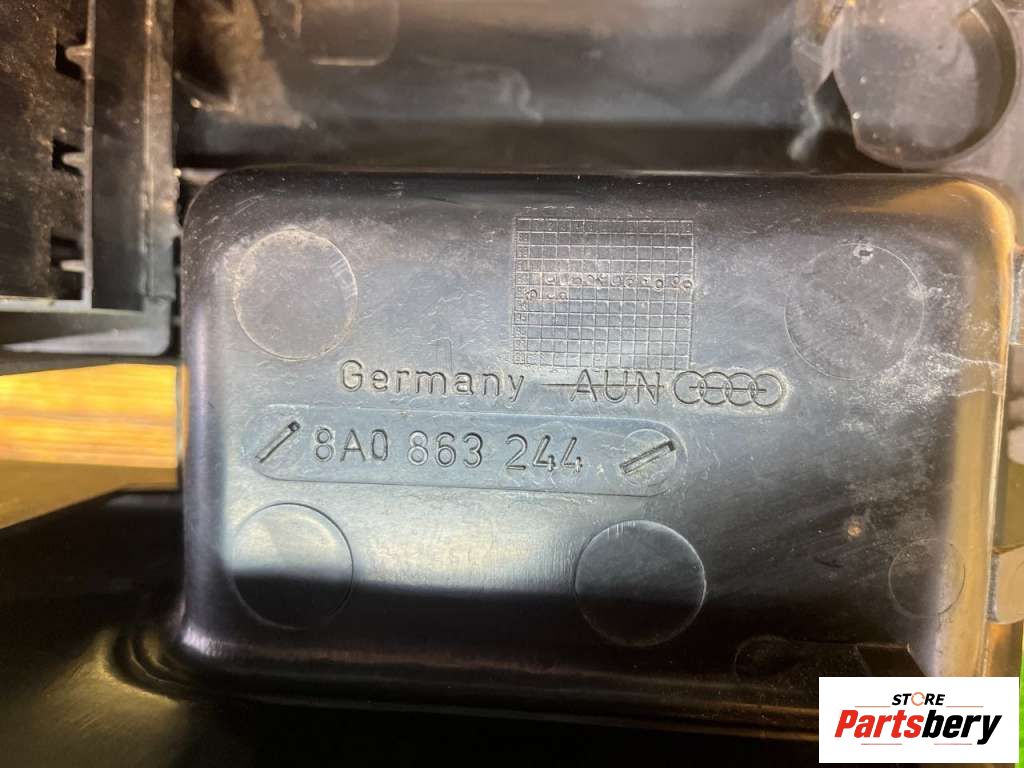 Germany AUN
8A0 863 244
STORE
Partsbery